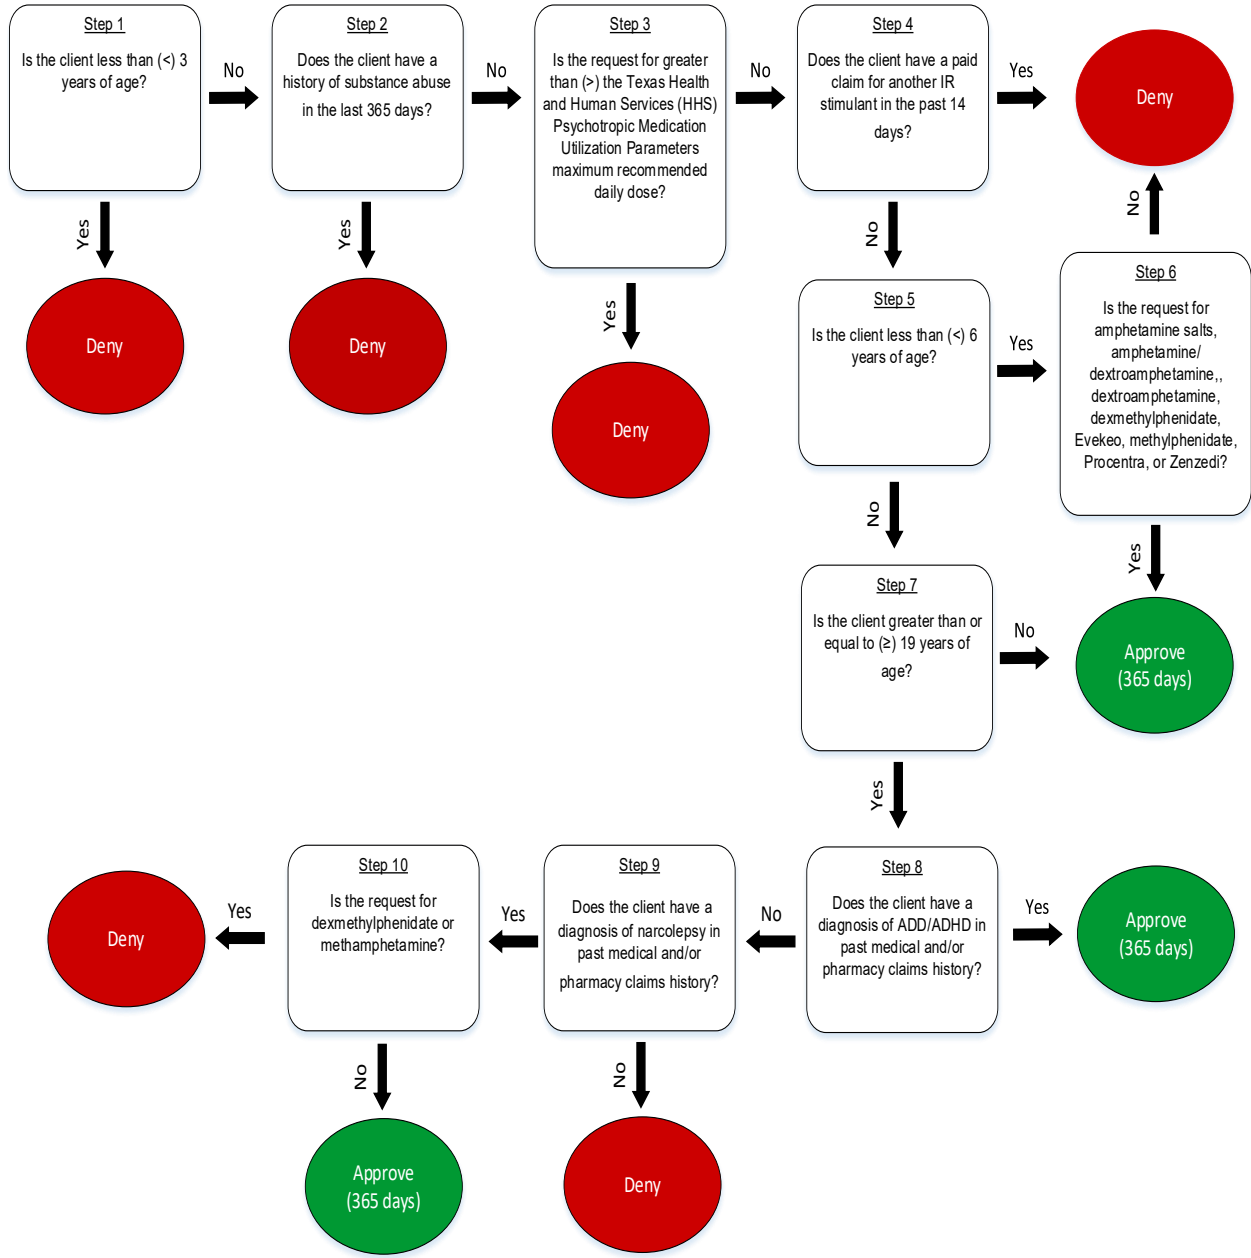 Step 1
Is the client less than (<) 3
years of age?
No
Yes
Deny
Step 2
Does the client have a
history of substance abuse
in the last 365 days?
No
Yes
Deny
Step 3
Is the request for greater
than (>) the Texas Health
and Human Services (HHS)
Psychotropic Medication
Utilization Parameters
maximum recommended
daily dose?
No
Yes
Deny
Step 4
Does the client have a paid
claim for another IR
stimulant in the past 14
days?
Yes
Deny
No
No
Step 5
Is the client less than (<) 6
years of age?
Yes
No
Step 6
Is the request for
amphetamine salts,
amphetamine/
dextroamphetamine,,
dextroamphetamine,
dexmethylphenidate,
Evekeo, methylphenidate,
Procentra, or Zenzedi?
Yes
Step 7
Is the client greater than or
equal to (≥) 19 years of
age?
No
Approve
(365 days)
Yes
Step 8
Does the client have a
diagnosis of ADD/ADHD in
past medical and/or
pharmacy claims history?
Yes
Approve
(365 days)
No
Step 9
Does the client have a
diagnosis of narcolepsy in
past medical and/or
pharmacy claims history?
Yes
No
Deny
Step 10
Is the request for
dexmethylphenidate or
methamphetamine?
Yes
Deny
No
Approve
(365 days)